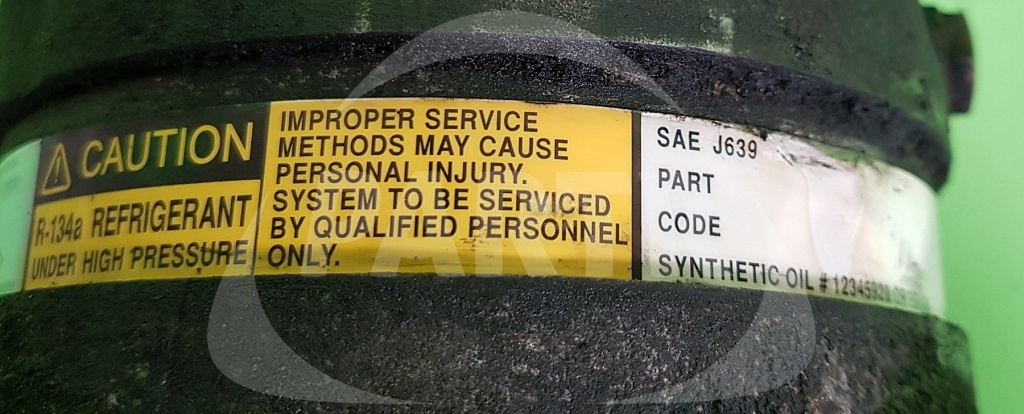 CAUTION
R-134a REFRIGERANT
UNDER HIGH PRESSURE
IMPROPER SERVICE
METHODS MAY CAUSE
PERSONAL INJURY.
SYSTEM TO BE SERVICED
BY QUALIFIED PERSONNEL
ONLY.
SAE J639
PART
CODE
SYNTHETIC OIL #
PART